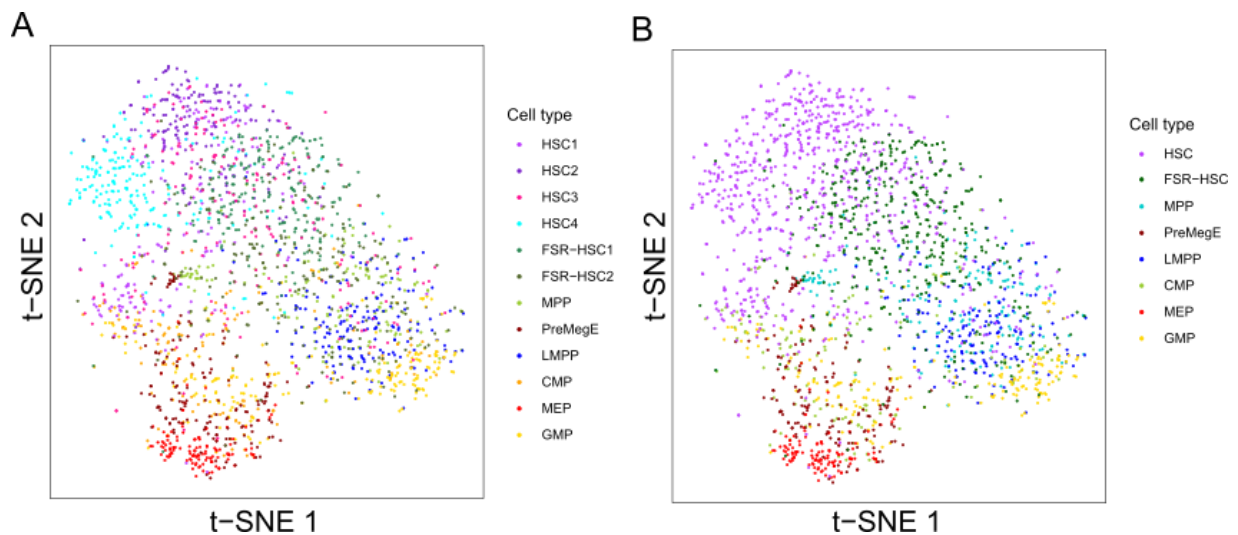 A
t−SNE 2
t−SNE 1
Cell type
HSC1
HSC2
HSC3
HSC4
FSR−HSC1
FSR−HSC2
MPP
PreMegE
LMPP
CMP
MEP
GMP
B
t−SNE 2
t−SNE 1
Cell type
HSC
FSR−HSC
MPP
PreMegE
LMPP
CMP
MEP
GMP